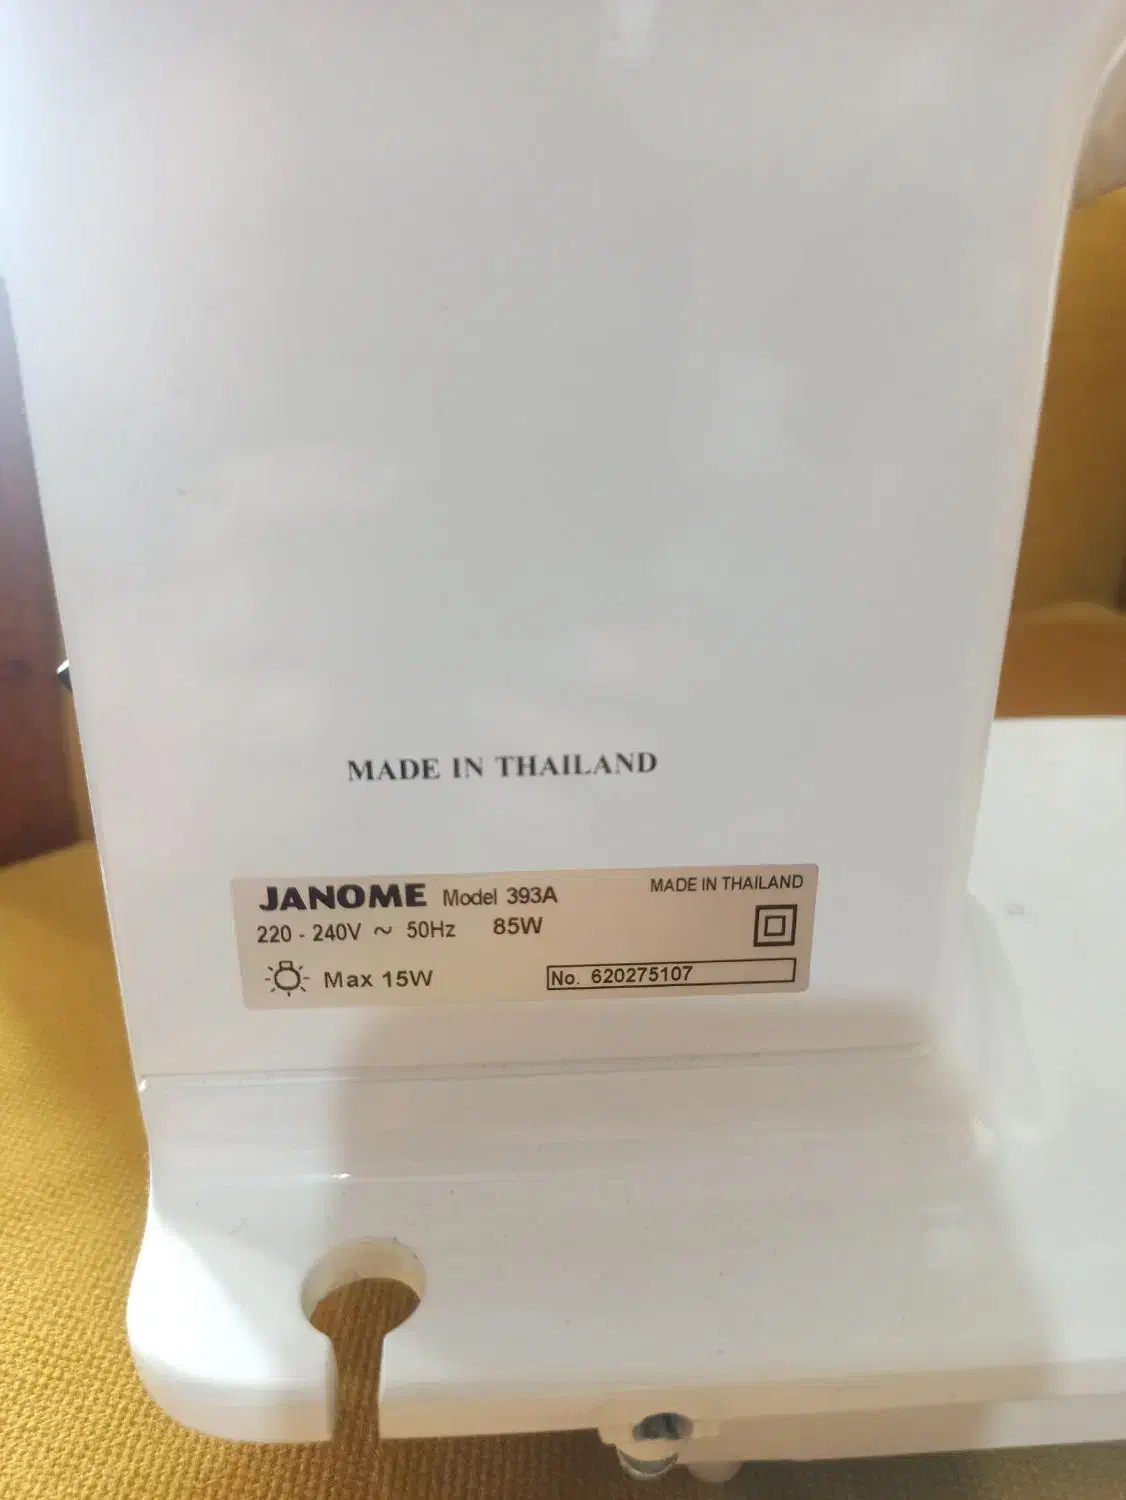 MADE IN THAILAND
JANOME Model 393A MADE IN THAILAND
220 - 240V ~ 50Hz 85W
Max 15W No. 620275107